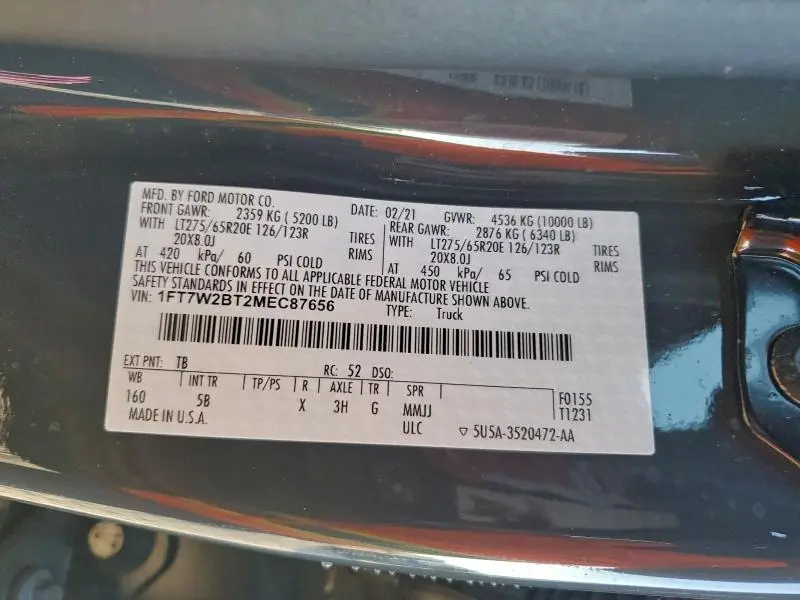 MFD. BY FORD MOTOR CO.
DATE: 02/21 GVWR: 4536 KG (10000 LB)
FRONT GAWR: 2359 KG ( 5200 LB)
REAR GAWR: 2876 KG ( 6340 LB)
WITH LT275/65R20E 126/123R TIRES
WITH LT275/65R20E 126/123R TIRES
20X8.0J RIMS
20X8.0J RIMS
AT 420 kPa/ 60 PSI COLD
AT 450 kPa/ 65 PSI COLD
THIS VEHICLE CONFORMS TO ALL APPLICABLE FEDERAL MOTOR VEHICLE
SAFETY STANDARDS IN EFFECT ON THE DATE OF MANUFACTURE SHOWN ABOVE.
VIN: 1FT7W2BT2MEC87656
TYPE: Truck
EXT PNT: TB RC: 52 DSO:
WB INT TR TP/PS R AXLE TR SPR
160 5B X 3H G MMJJ
ULC
F0155
T1231
MADE IN U.S.A.
▽ 5U5A-3520472-AA